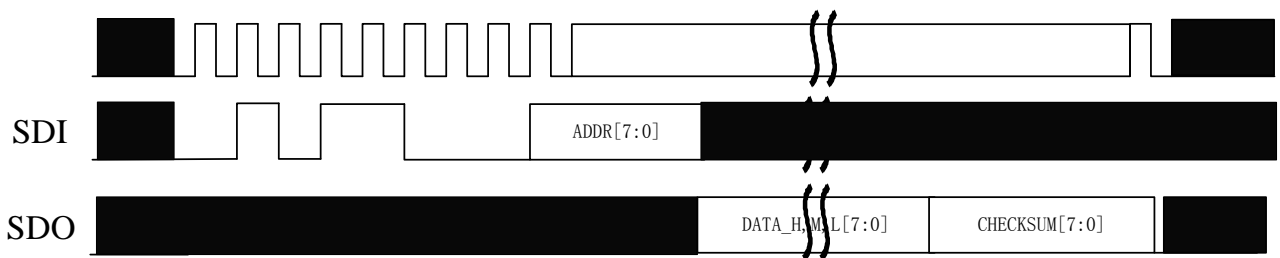 SDI
ADDR[7:0]
SDO
DATA_H,M,L[7:0]
CHECKSUM[7:0]